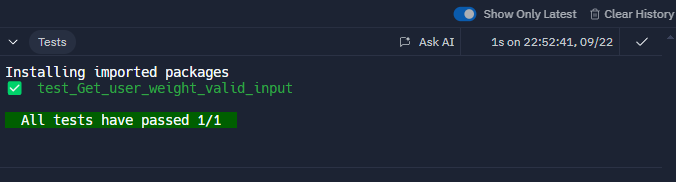 Show Only Latest Clear History
Tests Ask AI 1s on 22:52:41, 09/22
Installing imported packages
test_Get_user_weight_valid_input
All tests have passed 1/1